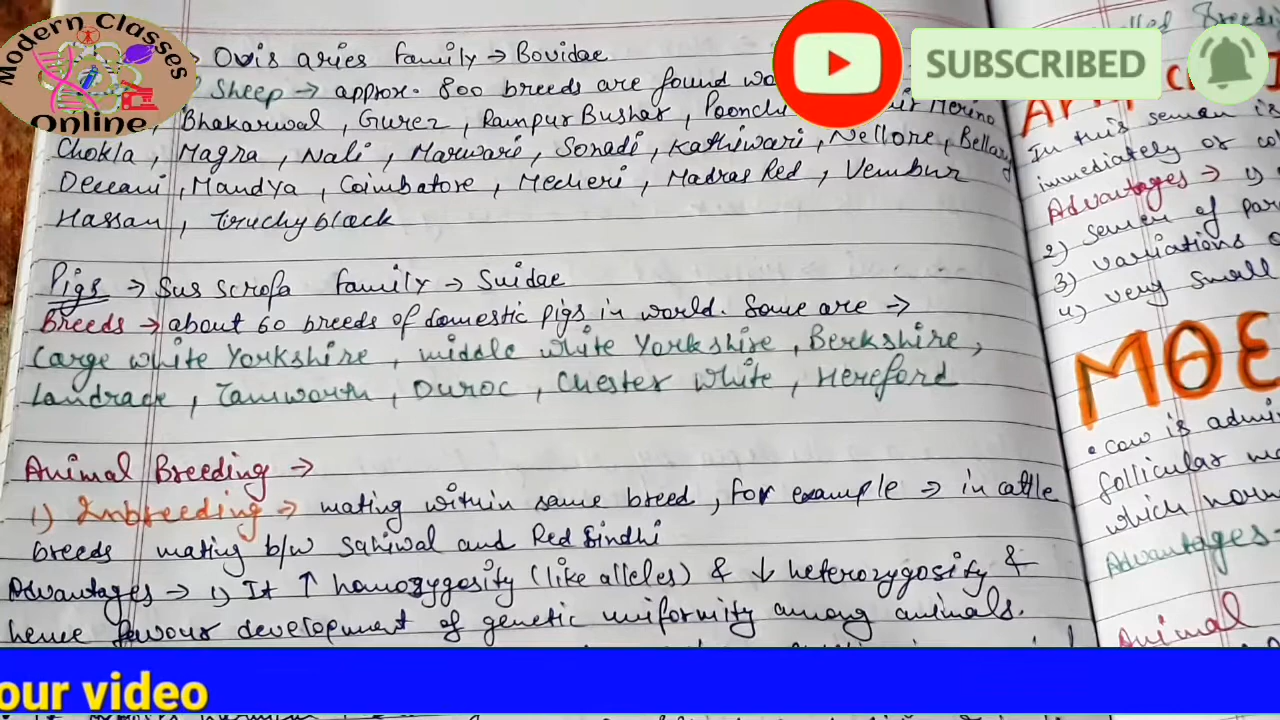 Modern Classes
Online
SUBSCRIBED
Ovis aries family → Bovidae
Sheep → approx. 800 breeds are found
Bhakarwal, Gurez, Rampur Bushar, Poonchi Merino
Chokla, Magra, Nali, Marwari, Sonadi, Kathiwari, Nellore, Bellary
Deccani, Mandya, Coimbatore, Mecheri, Madras Red, Vembur
Hassan, Truchy black
Pigs → Sus scrofa family → Suidae
Breeds → about 60 breeds of domestic pigs in world. Some are →
Large white Yorkshire, middle white Yorkshire, Berkshire,
Landrace, Tamworth, Duroc, Chester white, Hereford
Animal Breeding →
1) Inbreeding → mating within same breed, for example → in cattle
breeds mating b/w Sahiwal and Red Sindhi
Advantages → 1) It ↑ homozygosity (like alleles) & ↓ heterozygosity &
hence favour development of genetic uniformity among animals.
In this semen is
immediately or co
Advantages → 1)
2) Semen of par
3) variations
4) very small
MOE
• cow is admi
follicular ma
which norm
Advantages
Animal
our video